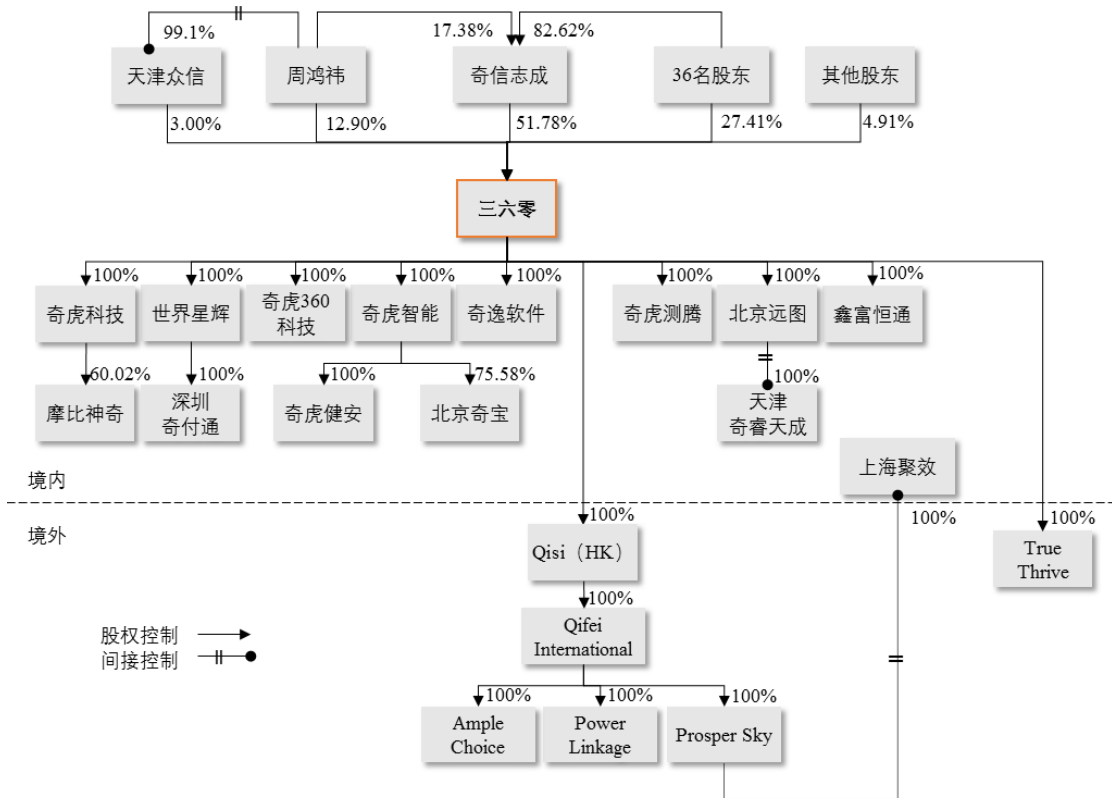 99.1%
17.38%
82.62%
天津众信
周鸿祎
奇信志成
36名股东
其他股东
3.00%
12.90%
51.78%
27.41%
4.91%
三六零
100%
100%
100%
100%
100%
100%
100%
100%
奇虎科技
世界星辉
奇虎360
科技
奇虎智能
奇逸软件
奇虎测腾
北京远图
鑫富恒通
60.02%
100%
100%
75.58%
100%
摩比神奇
深圳
奇付通
奇虎健安
北京奇宝
天津
奇睿天成
上海聚效
境内
境外
100%
100%
100%
Qisi（HK）
True
Thrive
100%
Qifei
International
股权控制
间接控制
100%
100%
100%
Ample
Choice
Power
Linkage
Prosper Sky